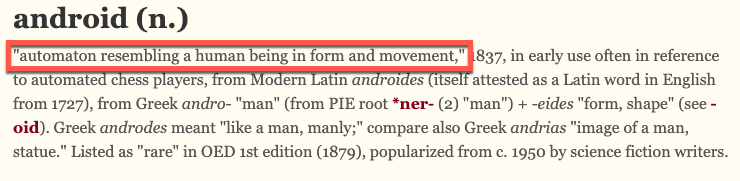 android (n.)
"automaton resembling a human being in form and movement," 1837, in early use often in reference
to automated chess players, from Modern Latin androides (itself attested as a Latin word in English
from 1727), from Greek andro- "man" (from PIE root *ner- (2) "man") + -eides "form, shape" (see -
oid). Greek androdes meant "like a man, manly;" compare also Greek andrias "image of a man,
statue." Listed as "rare" in OED 1st edition (1879), popularized from c. 1950 by science fiction writers.